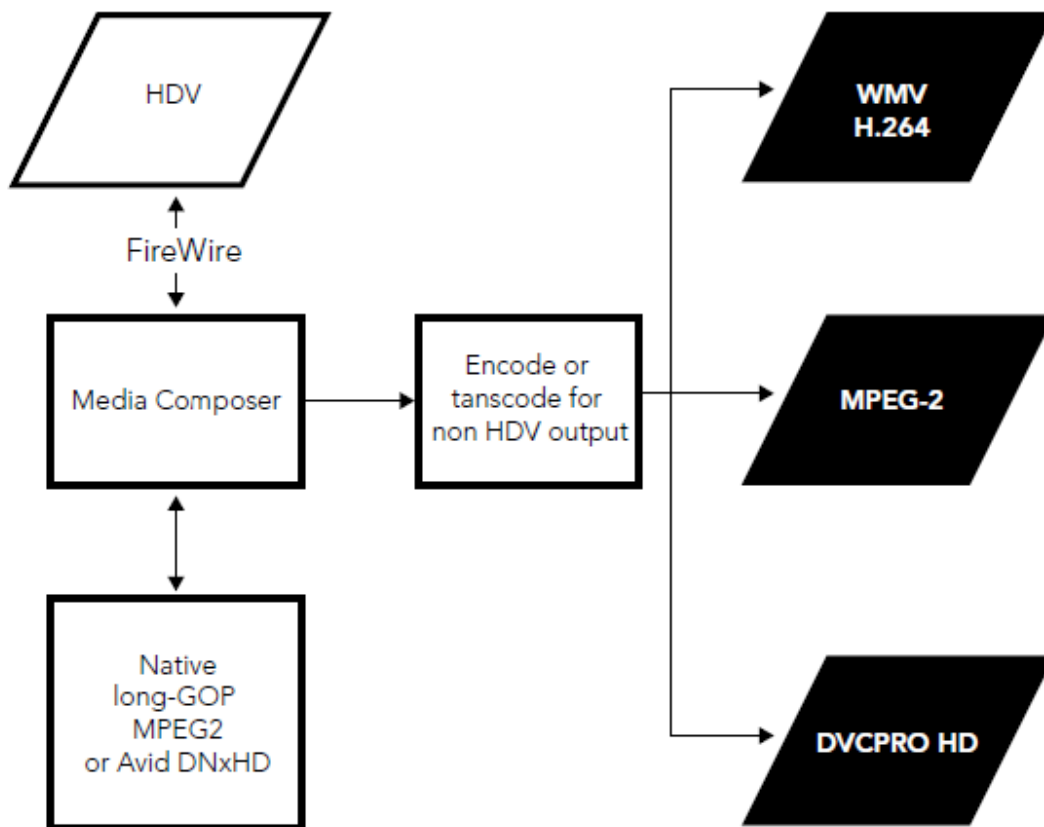 HDV
FireWire
Media Composer
Native
long-GOP
MPEG2
or Avid DNxHD
Encode or
tanscode for
non HDV output
WMV
H.264
MPEG-2
DVCPRO HD